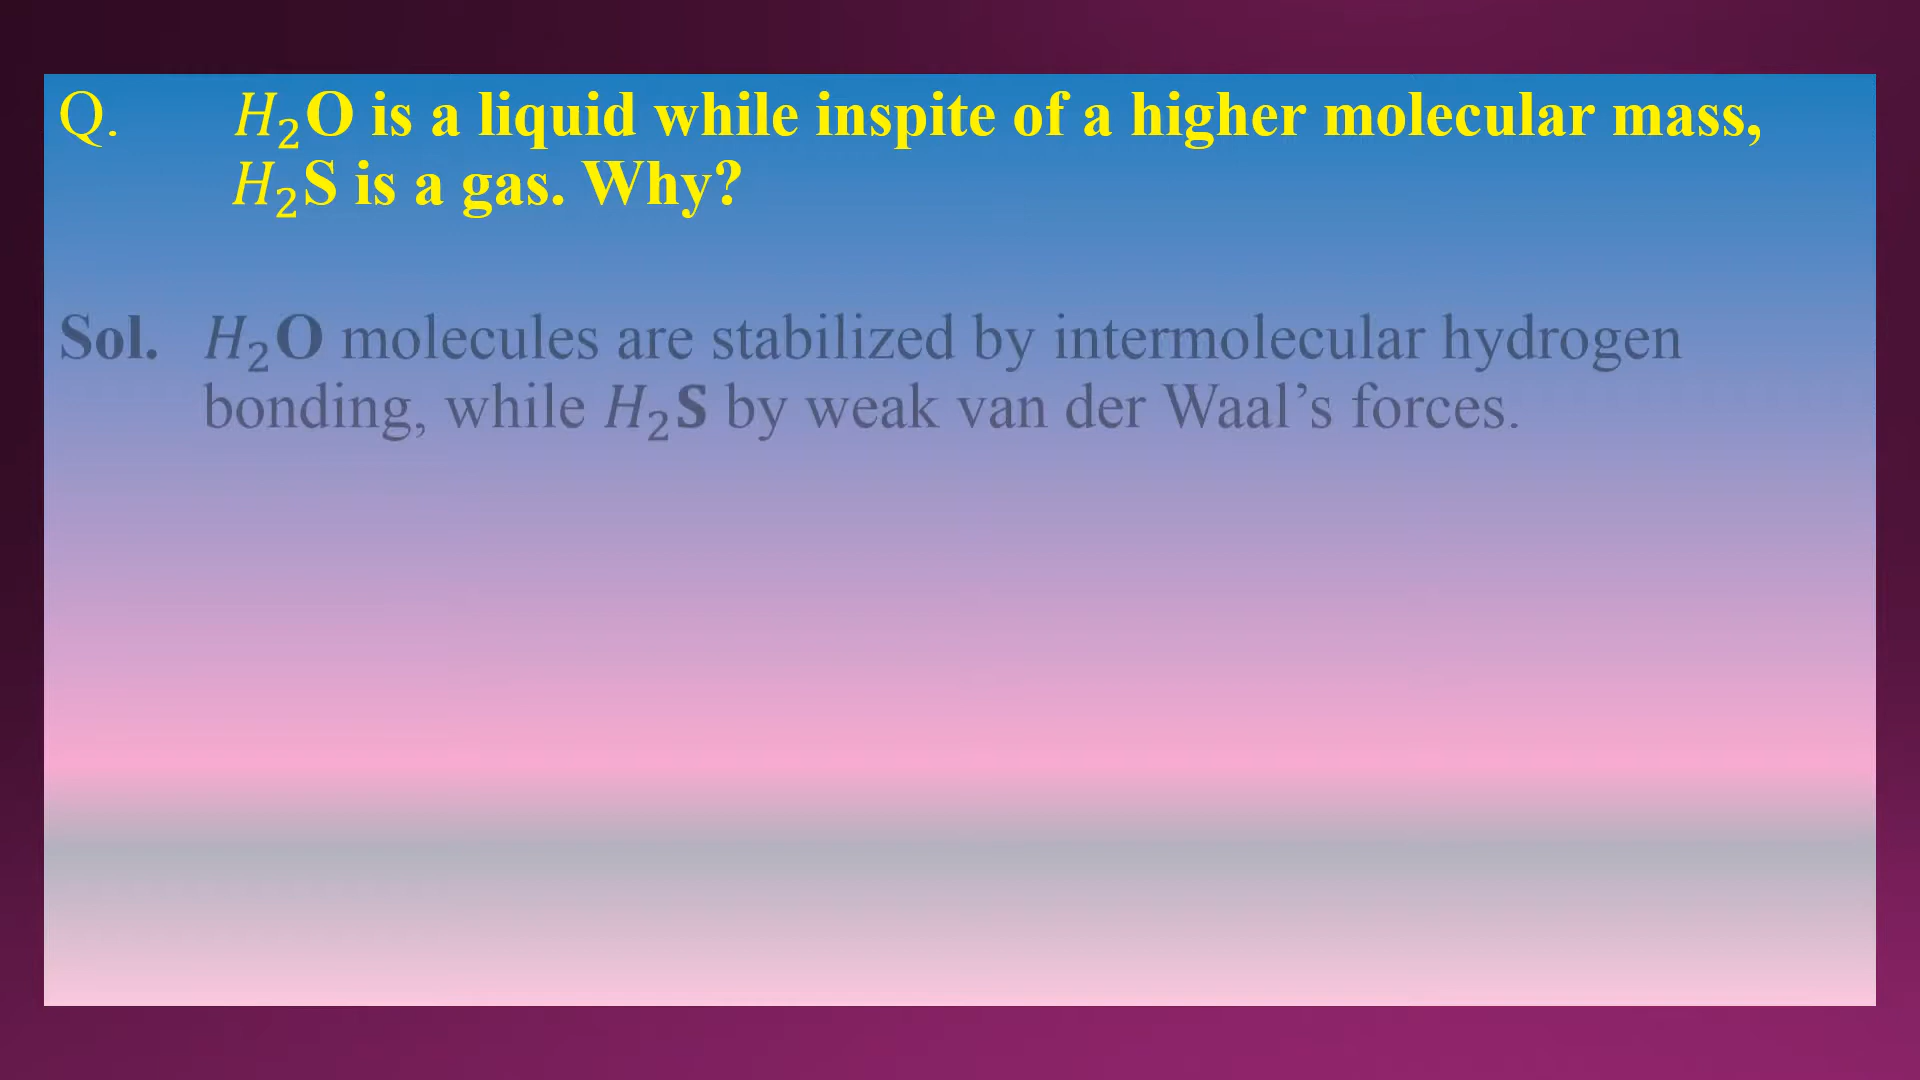 Q. H₂O is a liquid while inspite of a higher molecular mass,
H₂S is a gas. Why?
Sol. H₂O molecules are stabilized by intermolecular hydrogen
bonding, while H₂S by weak van der Waal’s forces.